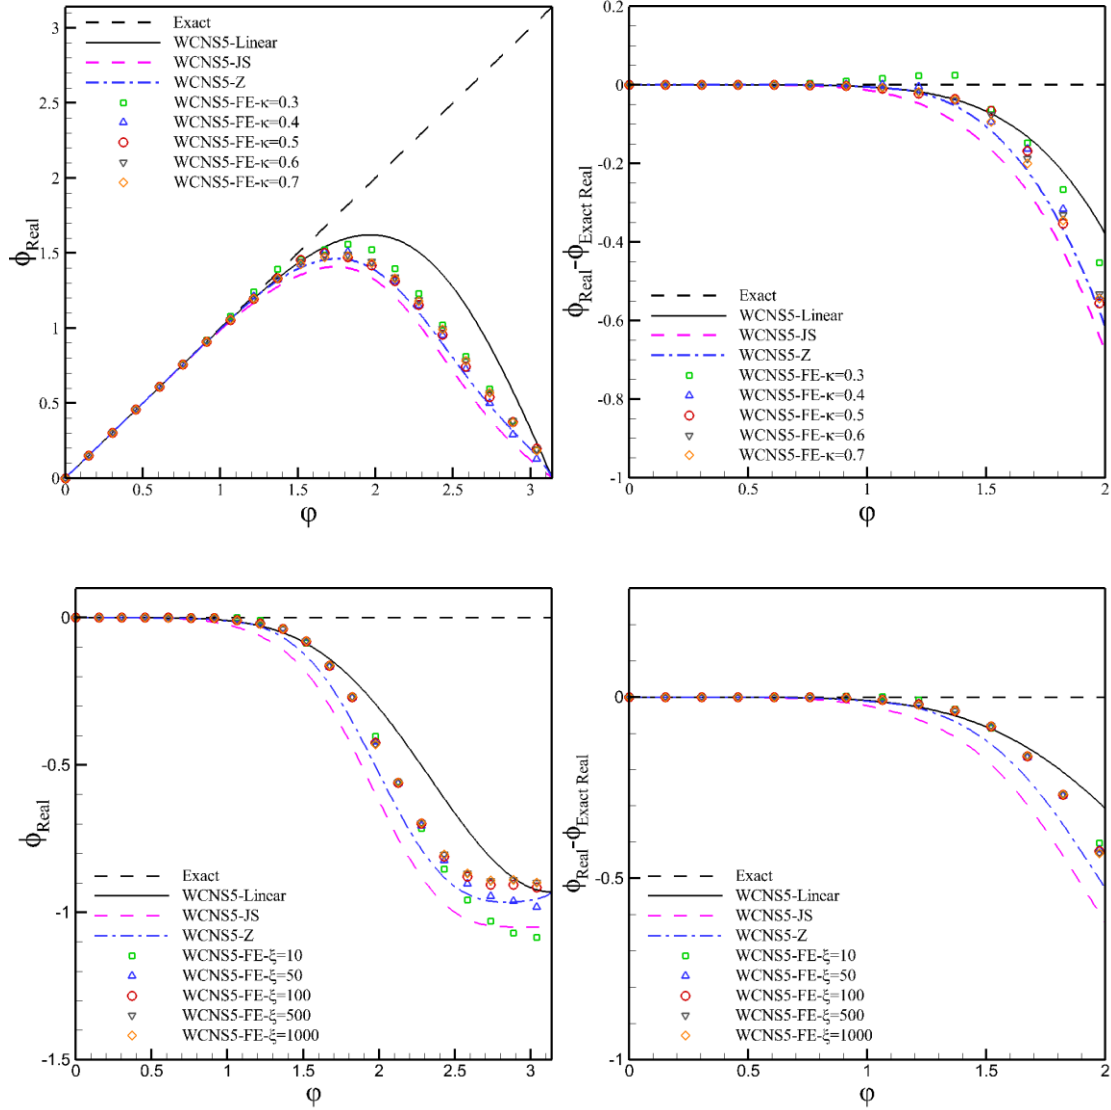 3
2.5
2
1.5
1
0.5
0
ϕReal
Exact
WCNS5-Linear
WCNS5-JS
WCNS5-Z
WCNS5-FE-κ=0.3
WCNS5-FE-κ=0.4
WCNS5-FE-κ=0.5
WCNS5-FE-κ=0.6
WCNS5-FE-κ=0.7
0 0.5 1 1.5 2 2.5 3
φ
0.2
0
-0.2
-0.4
-0.6
-0.8
-1
ϕReal-ϕExact Real
Exact
WCNS5-Linear
WCNS5-JS
WCNS5-Z
WCNS5-FE-κ=0.3
WCNS5-FE-κ=0.4
WCNS5-FE-κ=0.5
WCNS5-FE-κ=0.6
WCNS5-FE-κ=0.7
0 0.5 1 1.5 2
φ
0
-0.5
-1
-1.5
ϕReal
Exact
WCNS5-Linear
WCNS5-JS
WCNS5-Z
WCNS5-FE-ξ=10
WCNS5-FE-ξ=50
WCNS5-FE-ξ=100
WCNS5-FE-ξ=500
WCNS5-FE-ξ=1000
0 0.5 1 1.5 2 2.5 3
φ
0
-0.5
-1
ϕReal-ϕExact Real
Exact
WCNS5-Linear
WCNS5-JS
WCNS5-Z
WCNS5-FE-ξ=10
WCNS5-FE-ξ=50
WCNS5-FE-ξ=100
WCNS5-FE-ξ=500
WCNS5-FE-ξ=1000
0 0.5 1 1.5 2
φ